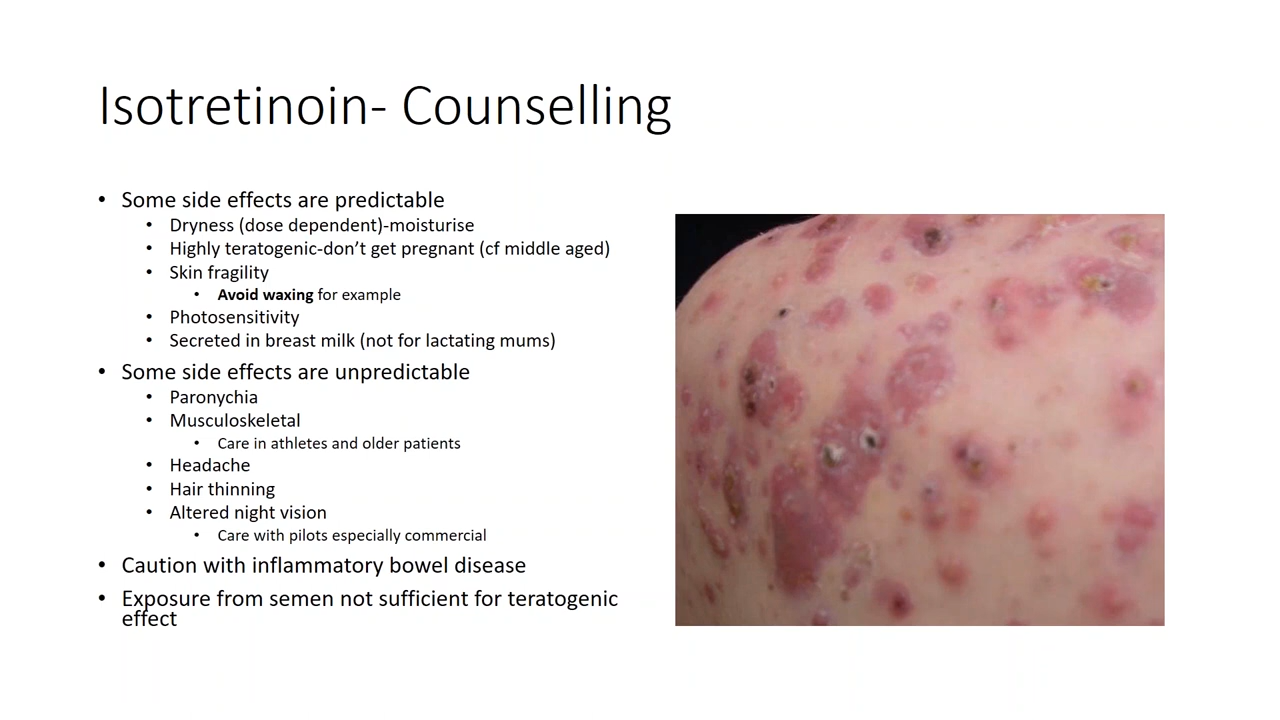 Isotretinoin- Counselling
• Some side effects are predictable
• Dryness (dose dependent)-moisturise
• Highly teratogenic-don't get pregnant (cf middle aged)
• Skin fragility
• Avoid waxing for example
• Photosensitivity
• Secreted in breast milk (not for lactating mums)
• Some side effects are unpredictable
• Paronychia
• Musculoskeletal
• Care in athletes and older patients
• Headache
• Hair thinning
• Altered night vision
• Care with pilots especially commercial
• Caution with inflammatory bowel disease
• Exposure from semen not sufficient for teratogenic
effect